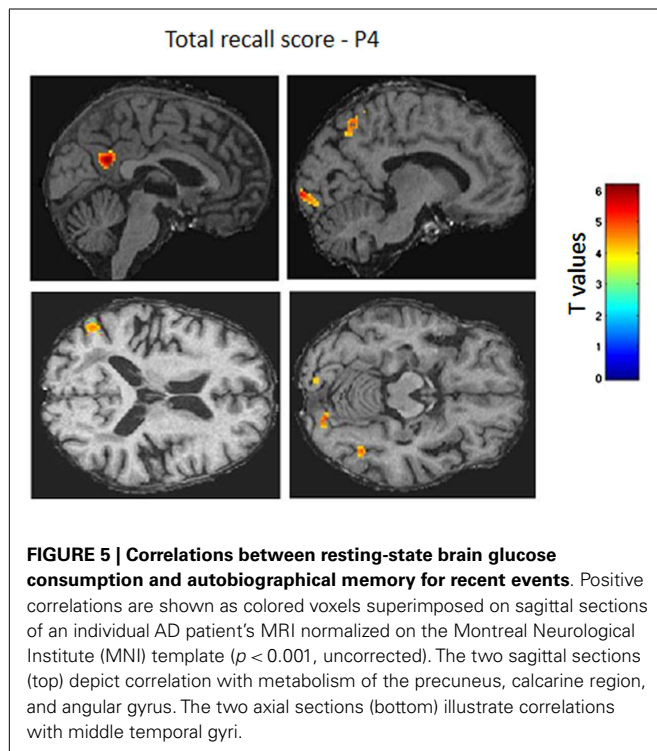 Total recall score - P4
6
5
4
3
2
1
0
T values
FIGURE 5 | Correlations between resting-state brain glucose
consumption and autobiographical memory for recent events. Positive
correlations are shown as colored voxels superimposed on sagittal sections
of an individual AD patient's MRI normalized on the Montreal Neurological
Institute (MNI) template (p < 0.001, uncorrected). The two sagittal sections
(top) depict correlation with metabolism of the precuneus, calcarine region,
and angular gyrus. The two axial sections (bottom) illustrate correlations
with middle temporal gyri.